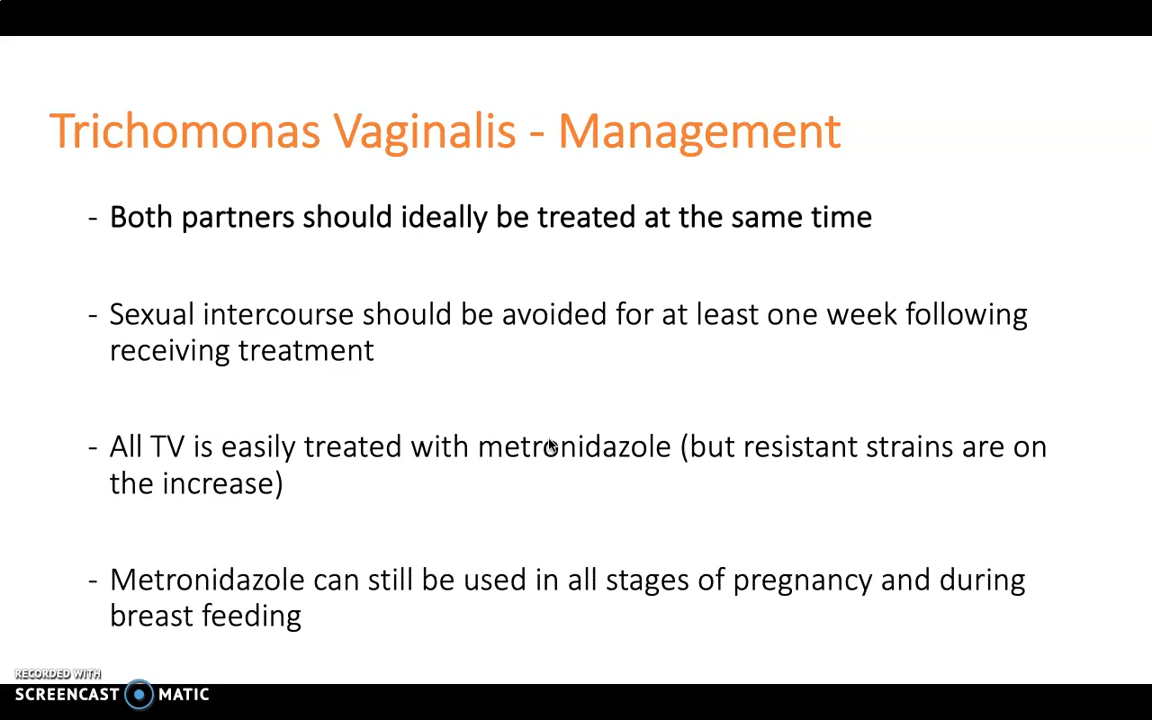 Trichomonas Vaginalis - Management
- Both partners should ideally be treated at the same time
- Sexual intercourse should be avoided for at least one week following
receiving treatment
- All TV is easily treated with metronidazole (but resistant strains are on
the increase)
- Metronidazole can still be used in all stages of pregnancy and during
breast feeding
RECORDED WITH
SCREENCAST MATIC